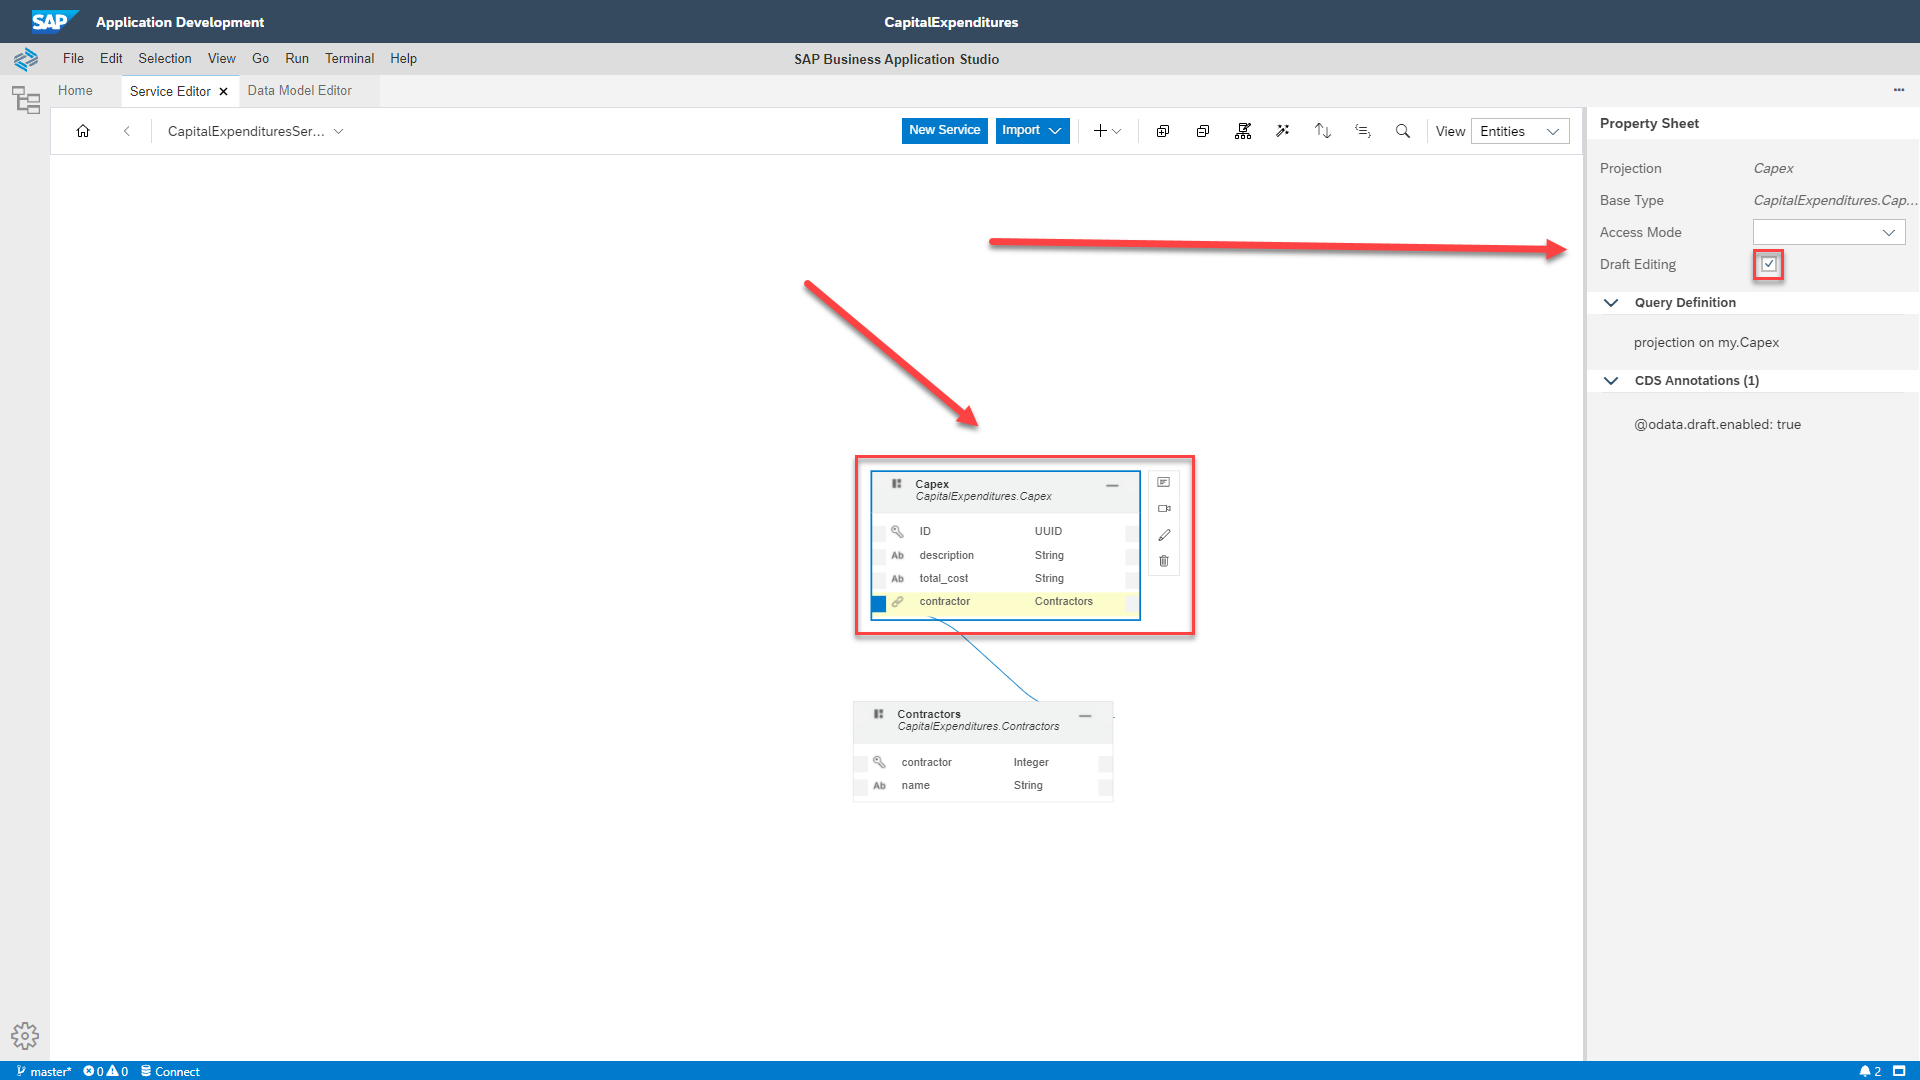 SAP Application Development CapitalExpenditures
File Edit Selection View Go Run Terminal Help SAP Business Application Studio
Home Service Editor Data Model Editor
CapitalExpendituresSer... New Service Import View Entities
Property Sheet
Projection Capex
Base Type CapitalExpenditures.Cap...
Access Mode
Draft Editing
Query Definition
projection on my.Capex
CDS Annotations (1)
@odata.draft.enabled: true
Capex
CapitalExpenditures.Capex
ID UUID
Ab description String
Ab total_cost String
contractor Contractors
Contractors
CapitalExpenditures.Contractors
contractor Integer
Ab name String
master* 0 0 Connect 2